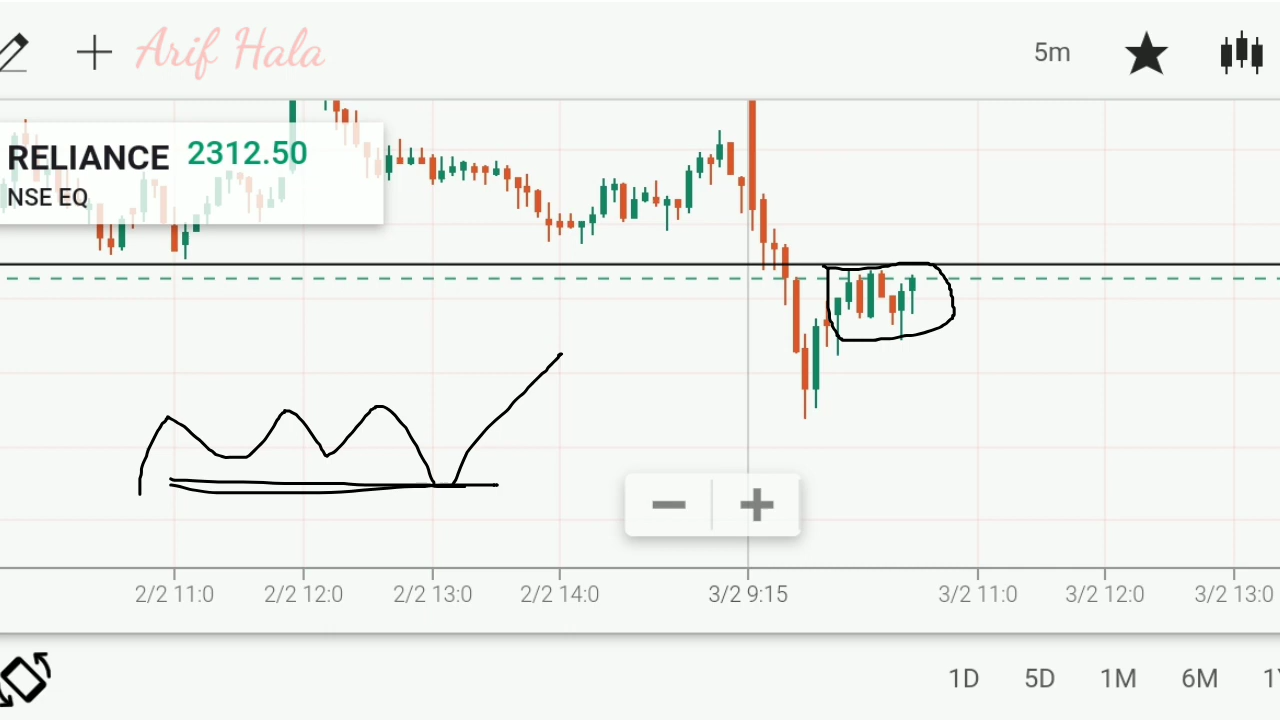 Arif Hala
5m
RELIANCE 2312.50
NSE EQ
2/2 11:0 2/2 12:0 2/2 13:0 2/2 14:0 3/2 9:15 3/2 11:0 3/2 12:0 3/2 13:0
1D 5D 1M 6M